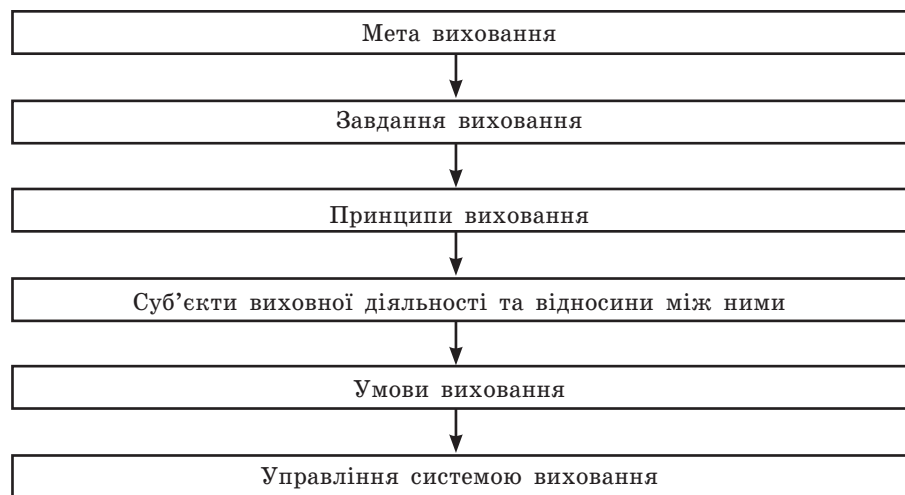 Мета виховання
Завдання виховання
Принципи виховання
Суб’єкти виховної діяльності та відносини між ними
Умови виховання
Управління системою виховання